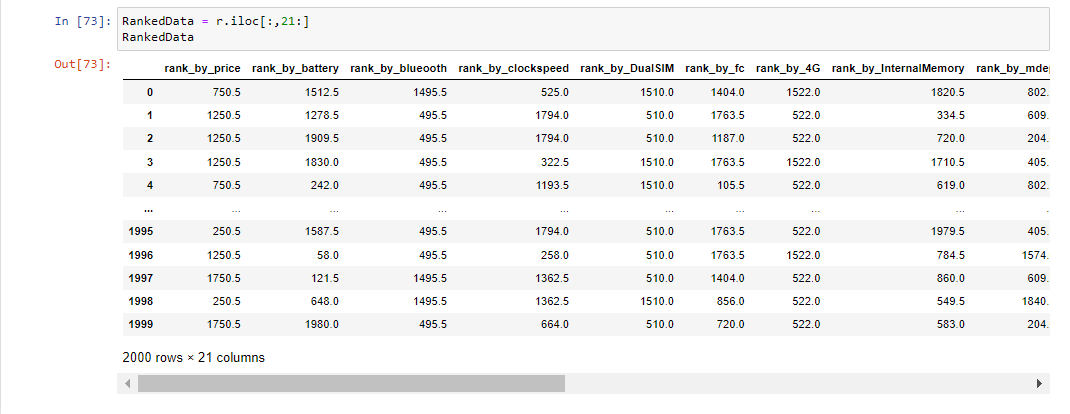 In [73]: RankedData = r.iloc[:,21:]
RankedData
Out[73]:
rank_by_price rank_by_battery rank_by_blueooth rank_by_clockspeed rank_by_DualSIM rank_by_fc rank_by_4G rank_by_InternalMemory rank_by_mdep
0 750.5 1512.5 1495.5 525.0 1510.0 1404.0 1522.0 1820.5 802.
1 1250.5 1278.5 495.5 1794.0 510.0 1763.5 522.0 334.5 609.
2 1250.5 1909.5 495.5 1794.0 510.0 1187.0 522.0 720.0 204.
3 1250.5 1830.0 495.5 322.5 1510.0 1763.5 1522.0 1710.5 405.
4 750.5 242.0 495.5 1193.5 1510.0 105.5 522.0 619.0 802.
... ... ... ... ... ... ... ... ... .
1995 250.5 1587.5 495.5 1794.0 510.0 1763.5 522.0 1979.5 405.
1996 1250.5 58.0 495.5 258.0 510.0 1763.5 1522.0 784.5 1574.
1997 1750.5 121.5 1495.5 1362.5 510.0 1404.0 522.0 860.0 609.
1998 250.5 648.0 1495.5 1362.5 1510.0 856.0 522.0 549.5 1840.
1999 1750.5 1980.0 495.5 664.0 510.0 720.0 522.0 583.0 204.
2000 rows × 21 columns